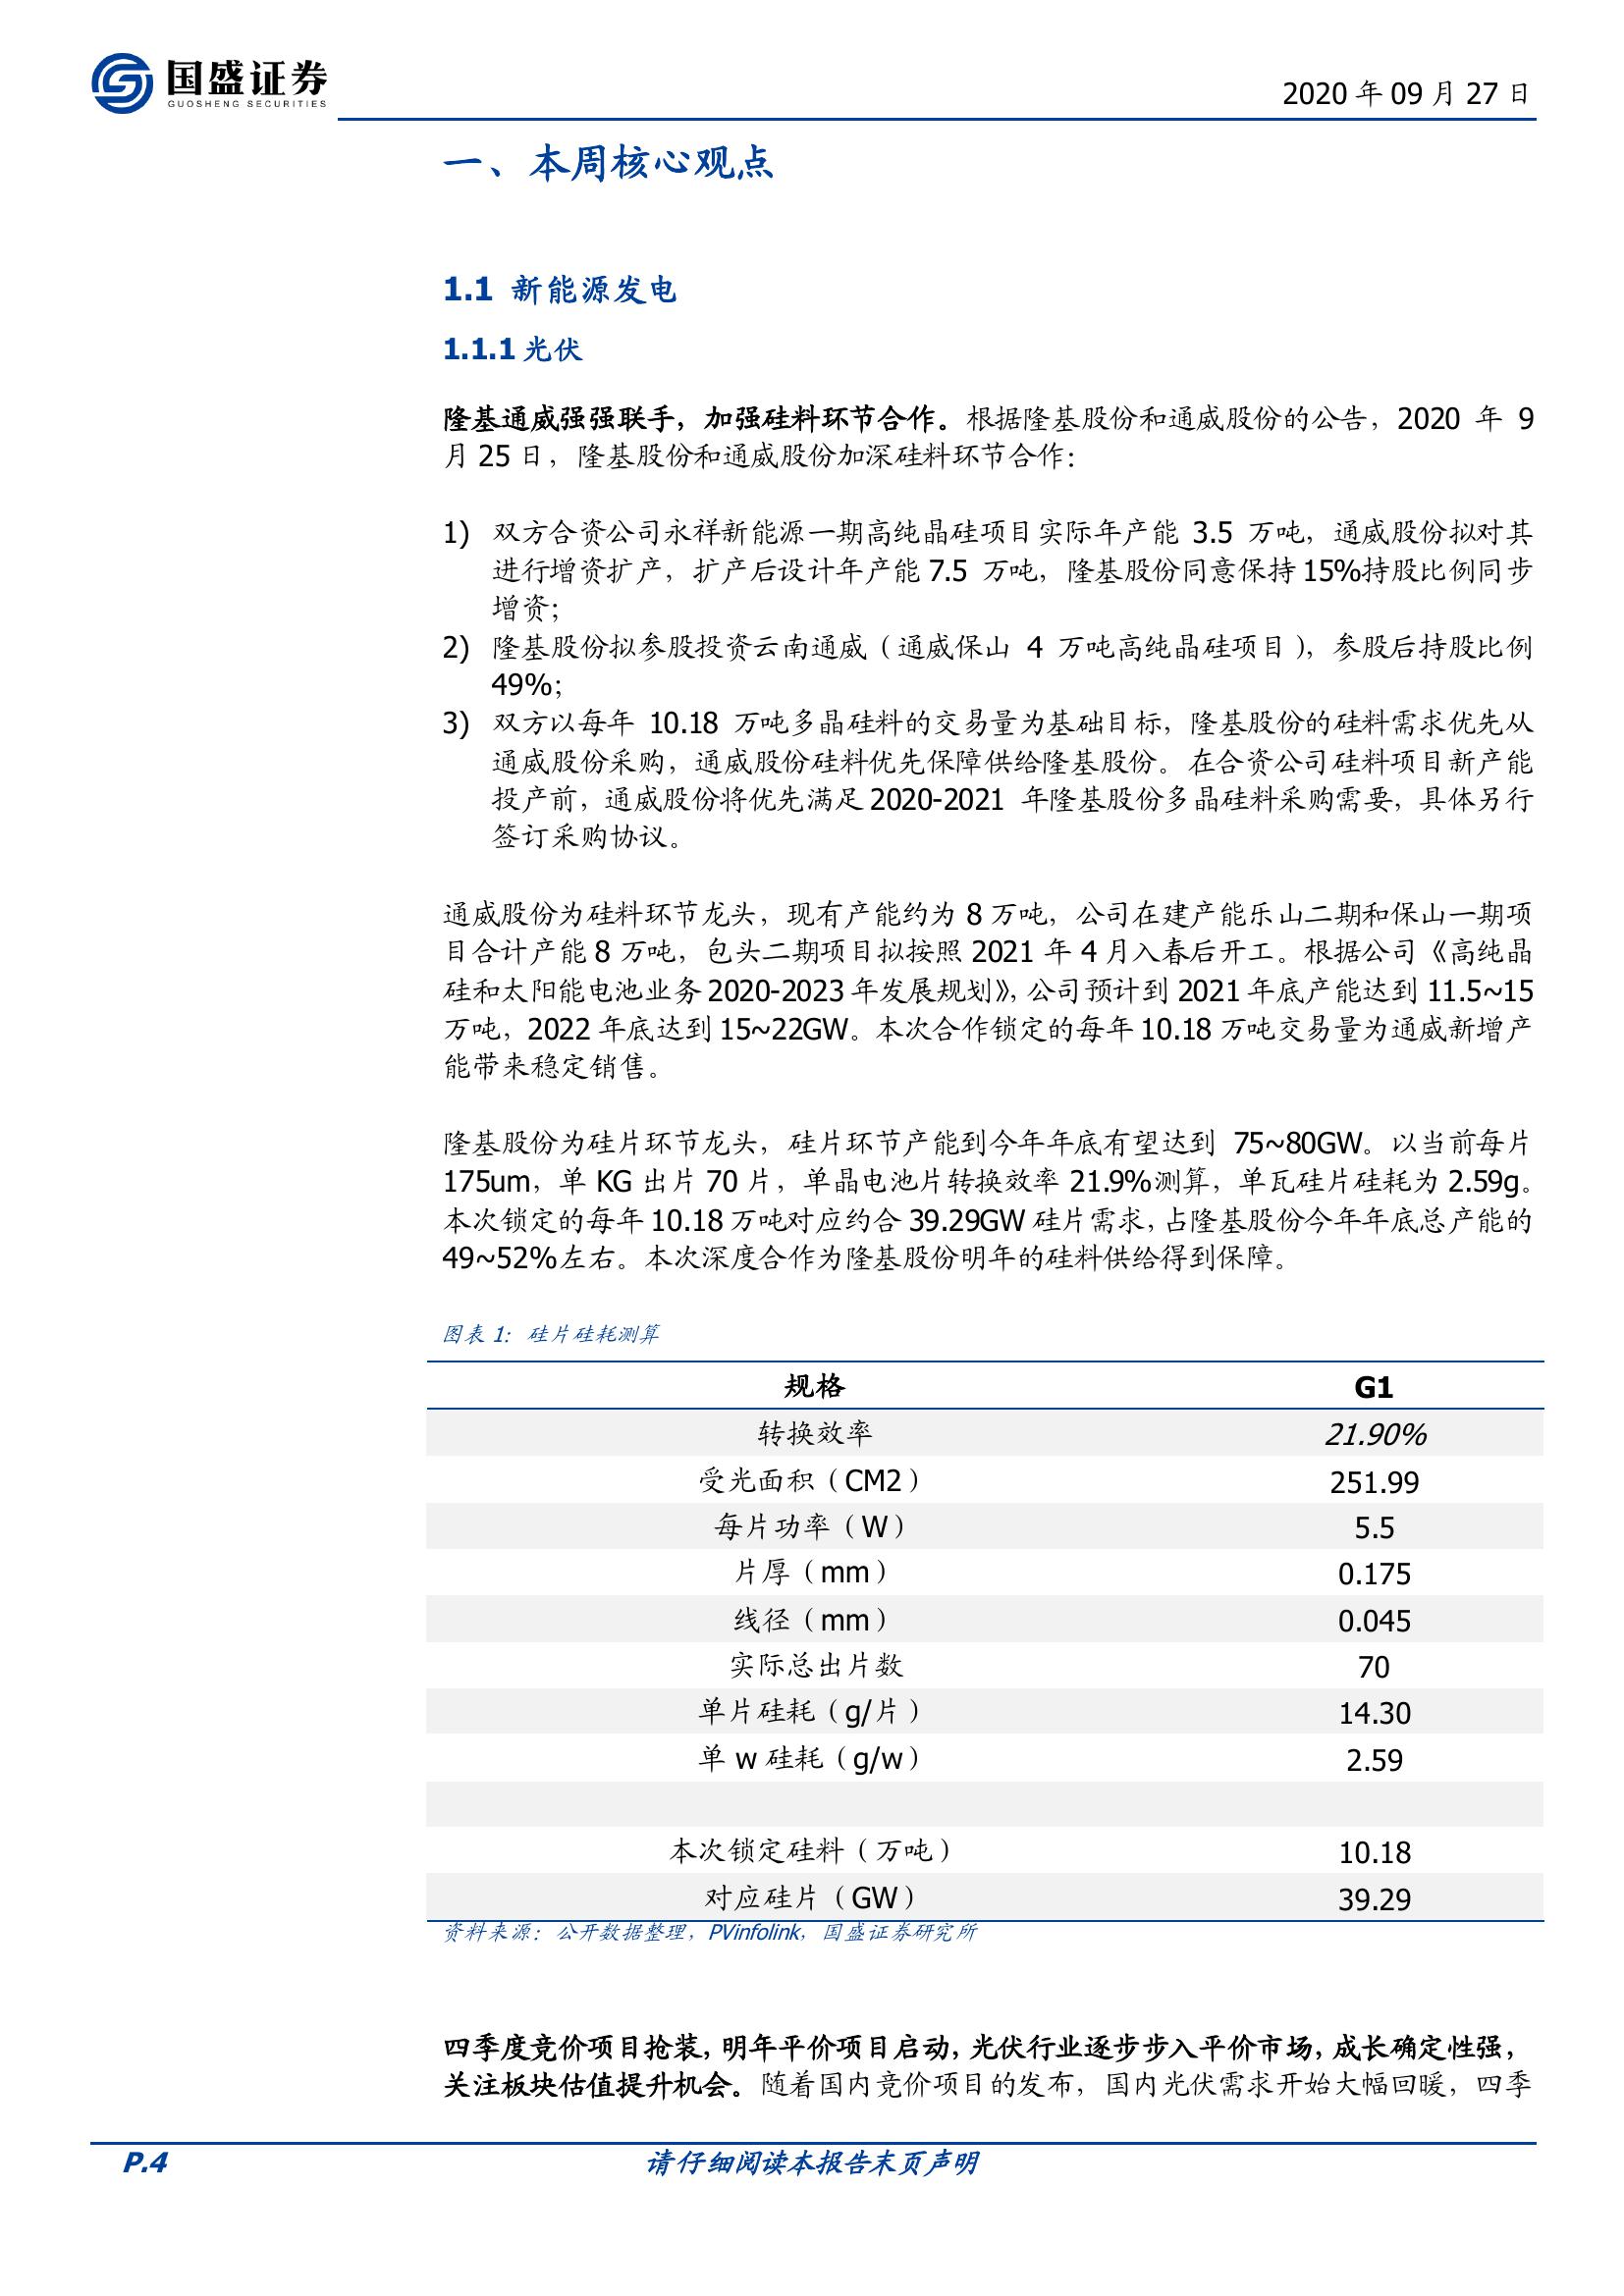 国盛证券
GUOSHENG SECURITIES
2020 年 09 月 27 日
一、本周核心观点
1.1 新能源发电
1.1.1 光伏
隆基通威强强联手，加强硅料环节合作。根据隆基股份和通威股份的公告，2020 年 9
月 25 日，隆基股份和通威股份加深硅料环节合作：
1) 双方合资公司永祥新能源一期高纯晶硅项目实际年产能 3.5 万吨，通威股份拟对其
进行增资扩产，扩产后设计年产能 7.5 万吨，隆基股份同意保持 15%持股比例同步
增资；
2) 隆基股份拟参股投资云南通威（通威保山 4 万吨高纯晶硅项目），参股后持股比例
49%；
3) 双方以每年 10.18 万吨多晶硅料的交易量为基础目标，隆基股份的硅料需求优先从
通威股份采购，通威股份硅料优先保障供给隆基股份。在合资公司硅料项目新产能
投产前，通威股份将优先满足 2020-2021 年隆基股份多晶硅料采购需要，具体另行
签订采购协议。
通威股份为硅料环节龙头，现有产能约为 8 万吨，公司在建产能乐山二期和保山一期项
目合计产能 8 万吨，包头二期项目拟按照 2021 年 4 月入春后开工。根据公司《高纯晶
硅和太阳能电池业务 2020-2023 年发展规划》，公司预计到 2021 年底产能达到 11.5~15
万吨，2022 年底达到 15~22GW。本次合作锁定的每年 10.18 万吨交易量为通威新增产
能带来稳定销售。
隆基股份为硅片环节龙头，硅片环节产能到今年年底有望达到 75~80GW。以当前每片
175um，单 KG 出片 70 片，单晶电池片转换效率 21.9%测算，单瓦硅片硅耗为 2.59g。
本次锁定的每年 10.18 万吨对应约合 39.29GW 硅片需求，占隆基股份今年年底总产能的
49~52%左右。本次深度合作为隆基股份明年的硅料供给得到保障。
图表 1：硅片硅耗测算
规格 G1
转换效率 21.90%
受光面积（CM2） 251.99
每片功率（W） 5.5
片厚（mm） 0.175
线径（mm） 0.045
实际总出片数 70
单片硅耗（g/片） 14.30
单 w 硅耗（g/w） 2.59
本次锁定硅料（万吨） 10.18
对应硅片（GW） 39.29
资料来源：公开数据整理，PVinfolink，国盛证券研究所
四季度竞价项目抢装，明年平价项目启动，光伏行业逐步步入平价市场，成长确定性强，
关注板块估值提升机会。随着国内竞价项目的发布，国内光伏需求开始大幅回暖，四季
P.4 请仔细阅读本报告末页声明